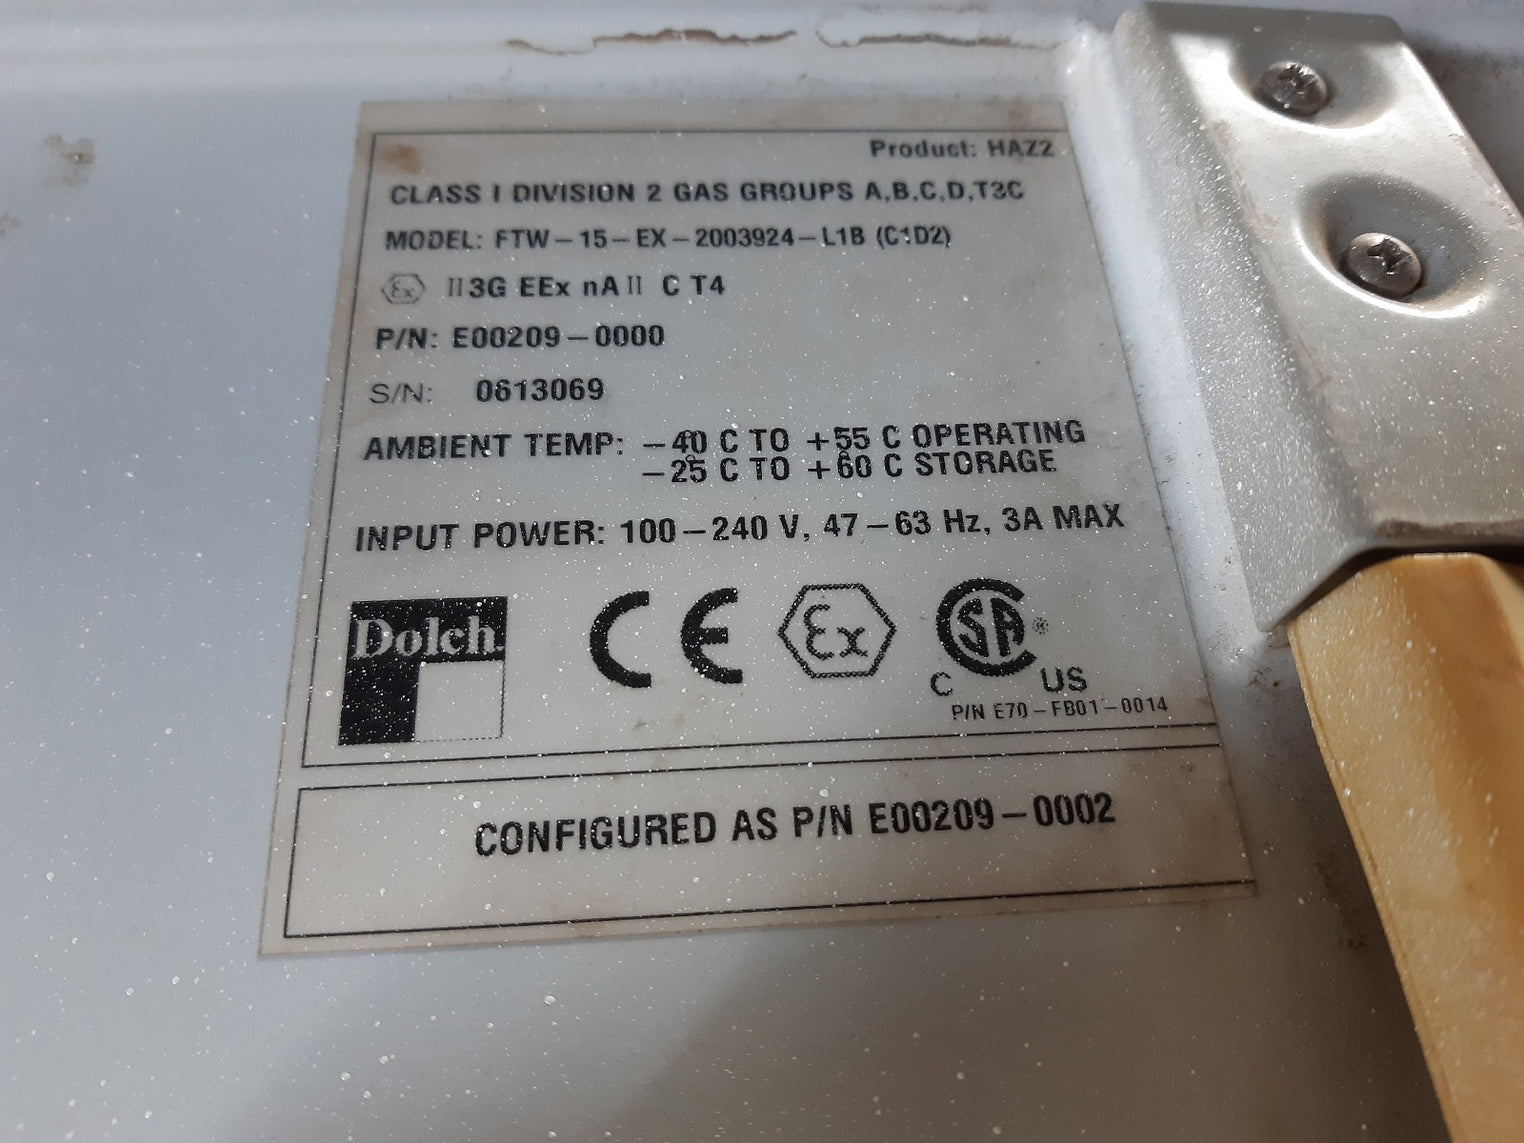 Product: HAZ2
CLASS I DIVISION 2 GAS GROUPS A,B,C,D,T3C
MODEL: FTW-15-EX-2003924-L1B (C1D2)
Ex II 3G EEx nA II C T4
P/N: E00209-0000
S/N: 0613069
AMBIENT TEMP: -40 C TO +55 C OPERATING
-25 C TO +60 C STORAGE
INPUT POWER: 100-240 V, 47-63 Hz, 3A MAX
Dolch CE Ex CSA ®
C US
P/N E70-FB01-0014
CONFIGURED AS P/N E00209-0002